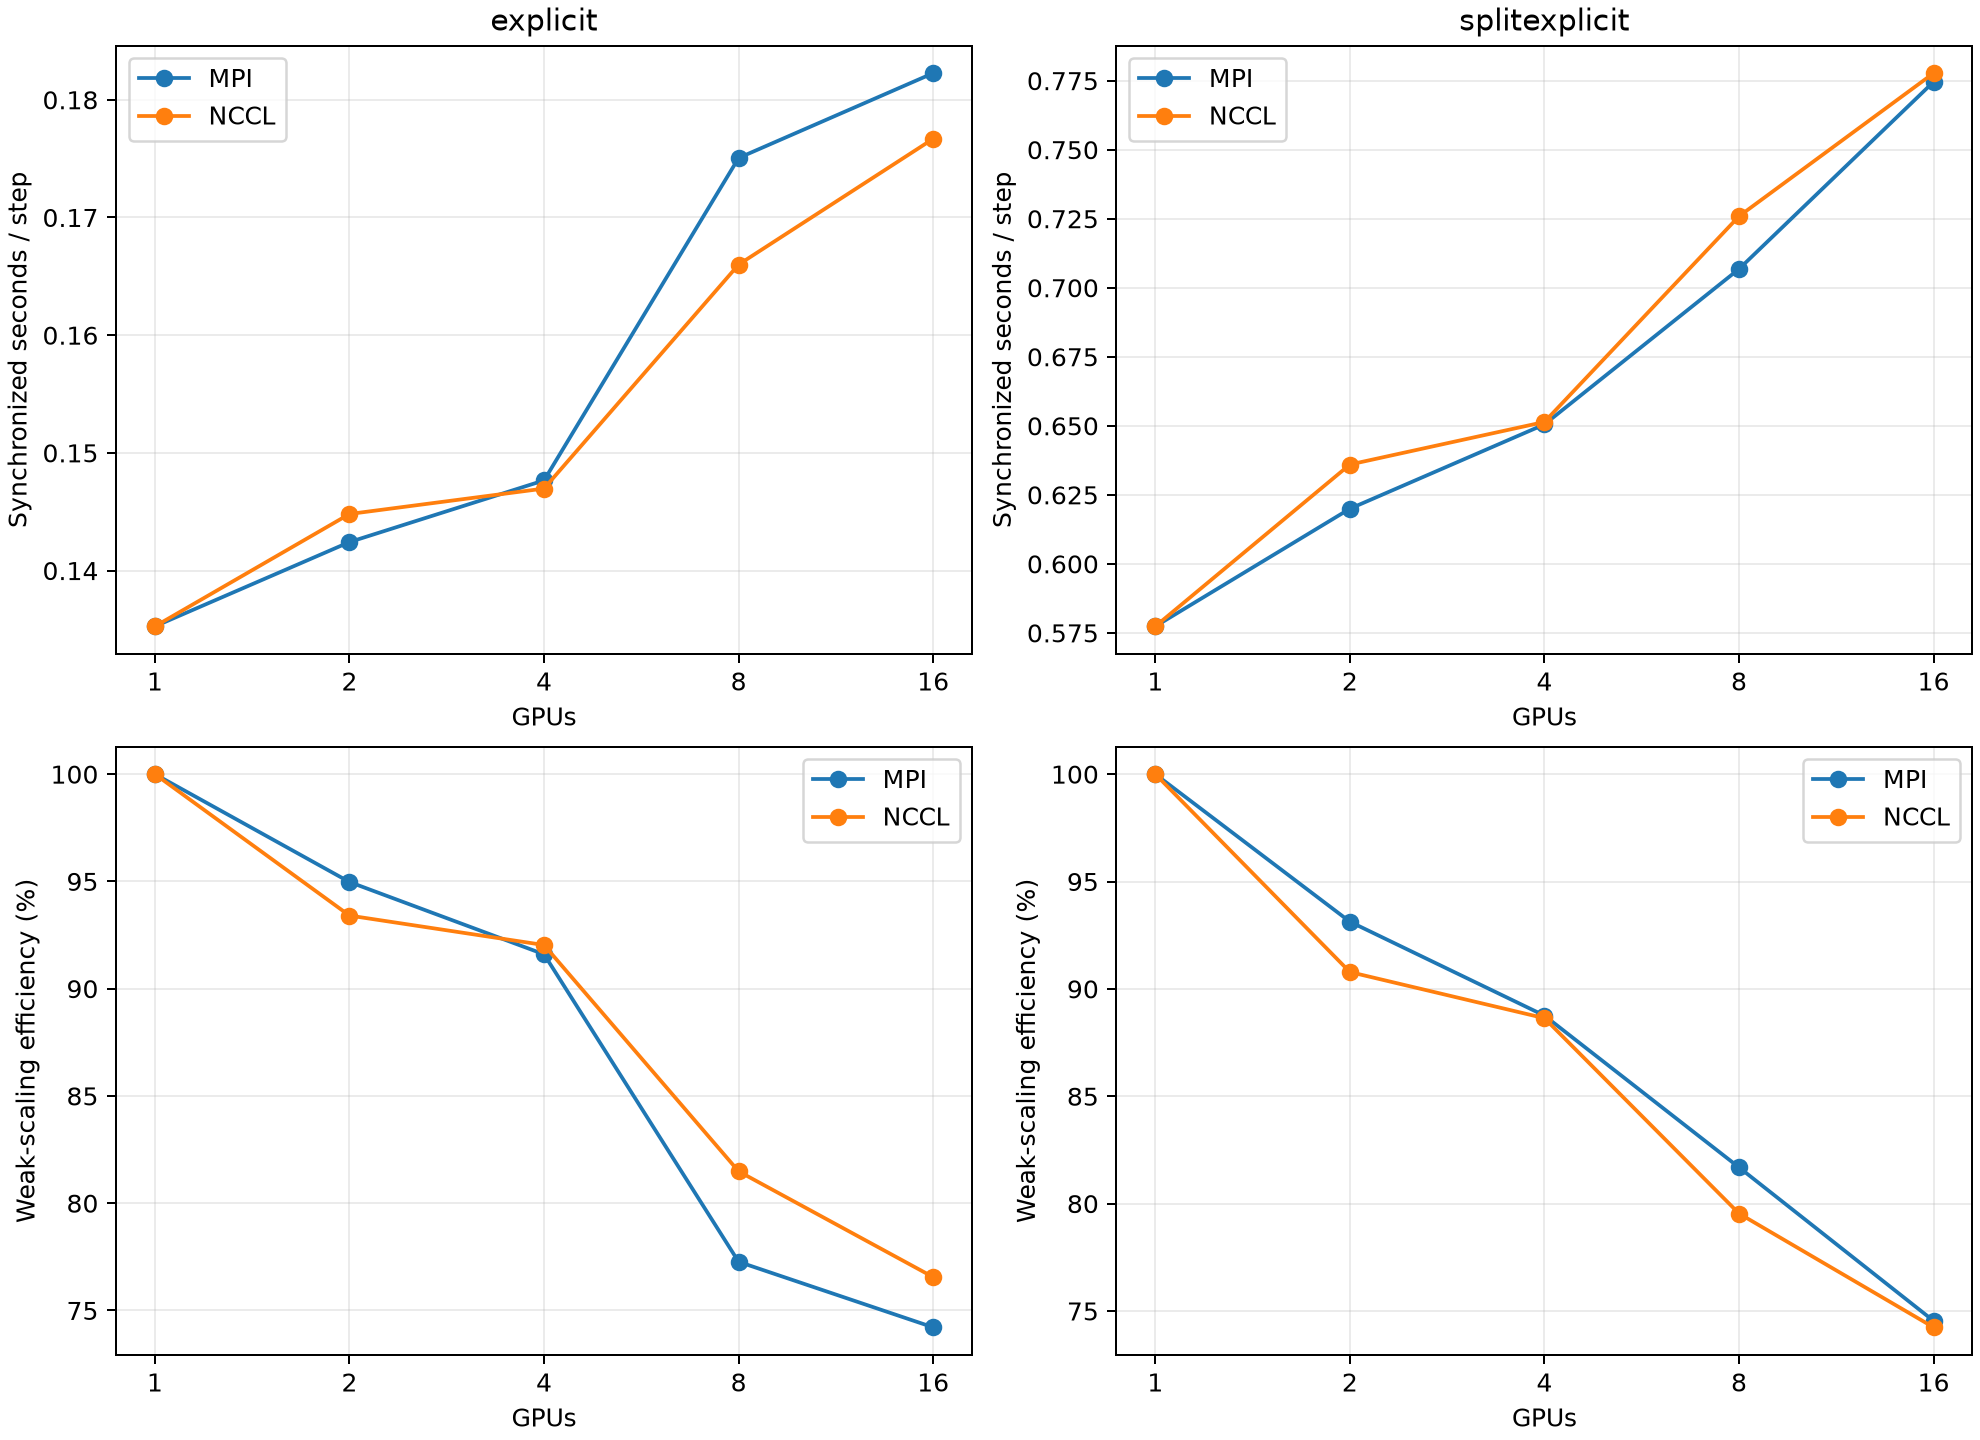 explicit
MPI
NCCL
Synchronized seconds / step
0.18
0.17
0.16
0.15
0.14
1 2 4 8 16
GPUs
splitexplicit
MPI
NCCL
Synchronized seconds / step
0.775
0.750
0.725
0.700
0.675
0.650
0.625
0.600
0.575
1 2 4 8 16
GPUs
MPI
NCCL
Weak-scaling efficiency (%)
100
95
90
85
80
75
1 2 4 8 16
GPUs
MPI
NCCL
Weak-scaling efficiency (%)
100
95
90
85
80
75
1 2 4 8 16
GPUs